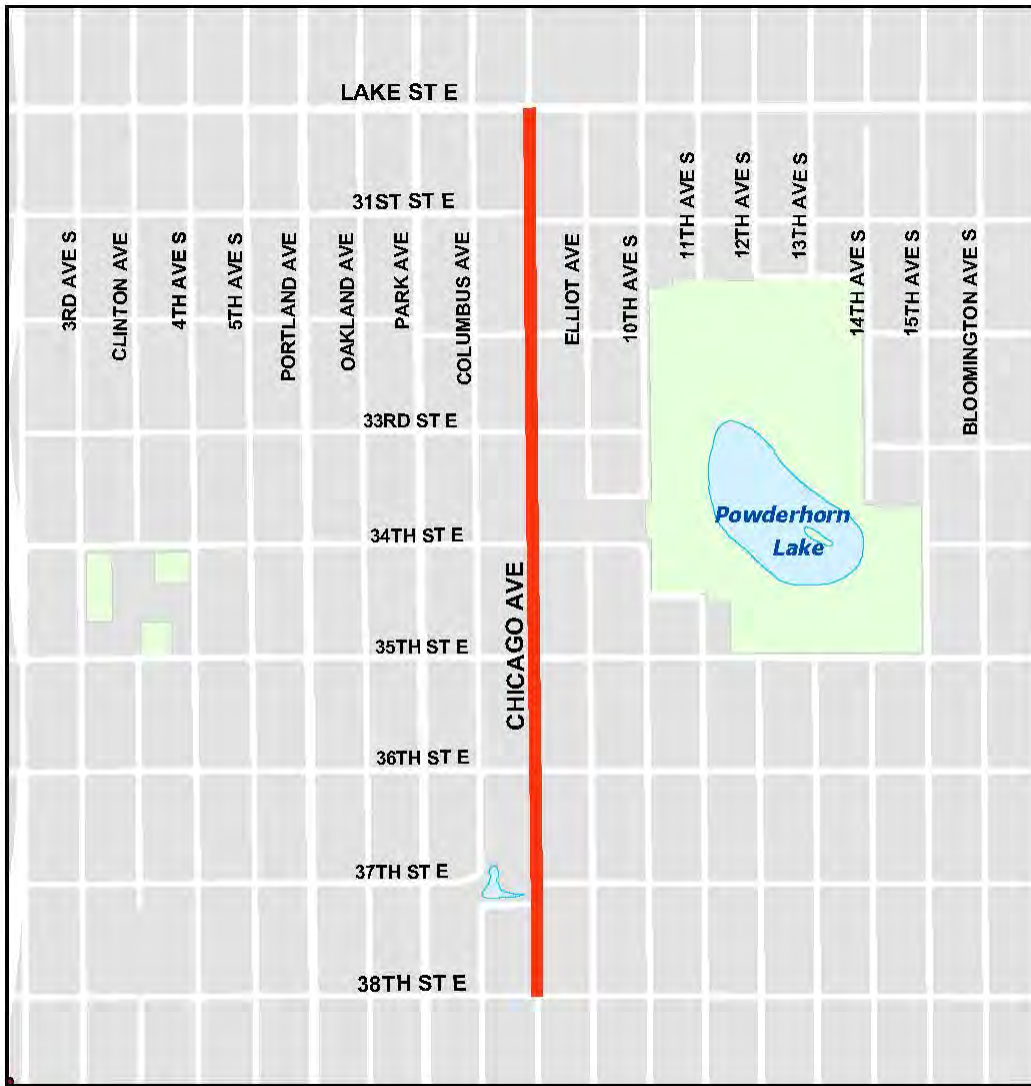 LAKE ST E
31ST ST E
3RD AVE S
CLINTON AVE
4TH AVE S
5TH AVE S
PORTLAND AVE
OAKLAND AVE
PARK AVE
COLUMBUS AVE
ELLIOT AVE
10TH AVE S
11TH AVE S
12TH AVE S
13TH AVE S
14TH AVE S
15TH AVE S
BLOOMINGTON AVE S
33RD ST E
34TH ST E
Powderhorn
Lake
CHICAGO AVE
35TH ST E
36TH ST E
37TH ST E
38TH ST E